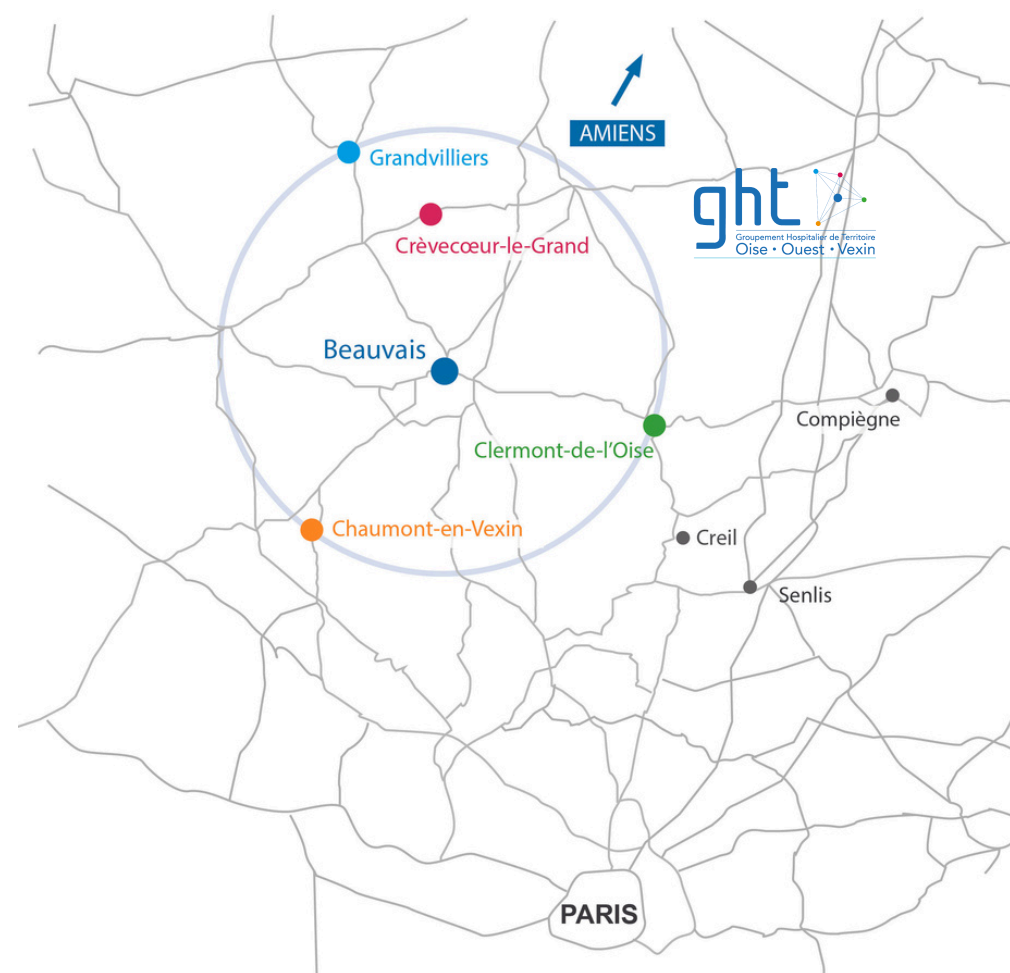 AMIENS
Grandvilliers
ght
Groupement Hospitalier de Territoire
Oise • Ouest • Vexin
Crèvecœur-le-Grand
Beauvais
Compiègne
Clermont-de-l'Oise
Chaumont-en-Vexin
Creil
Senlis
PARIS